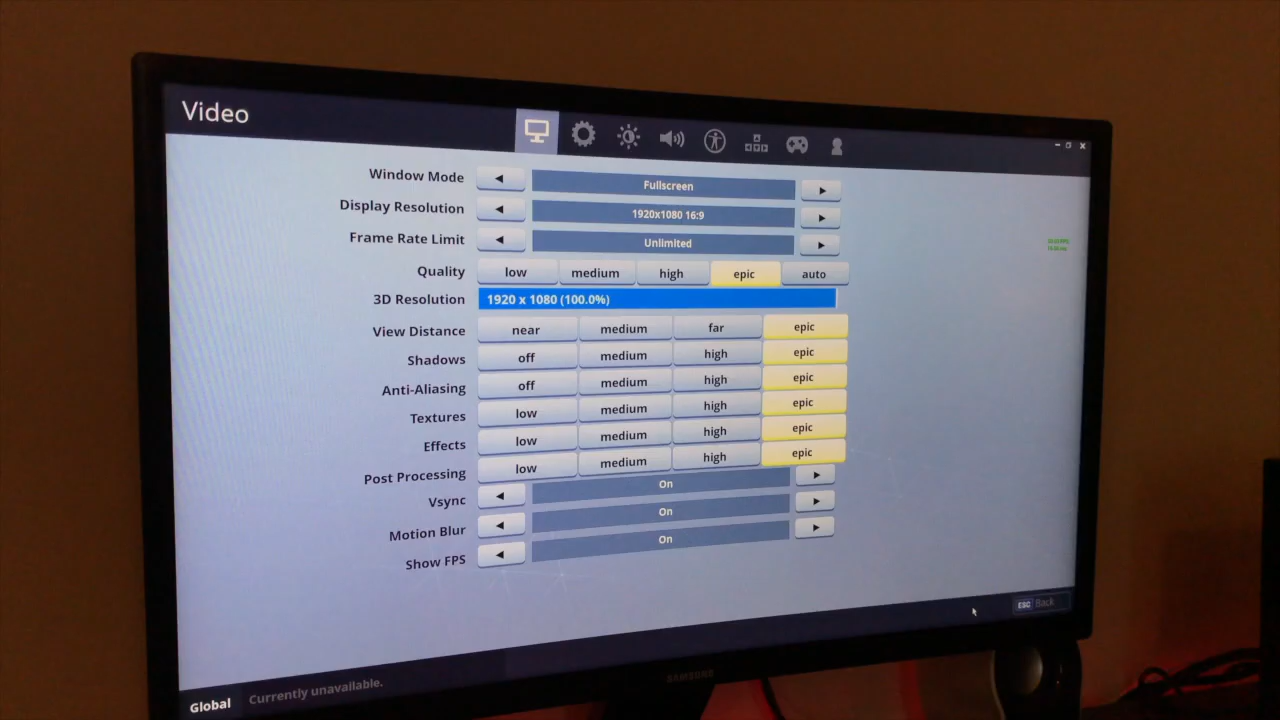 Video
Window Mode Fullscreen
Display Resolution 1920x1080 16:9
Frame Rate Limit Unlimited
Quality low medium high epic auto
3D Resolution 1920 x 1080 (100.0%)
View Distance near medium far epic
Shadows off medium high epic
Anti-Aliasing off medium high epic
Textures low medium high epic
Effects low medium high epic
Post Processing low medium high epic
Vsync On
Motion Blur On
Show FPS On
ESC Back
Global Currently unavailable.
SAMSUNG